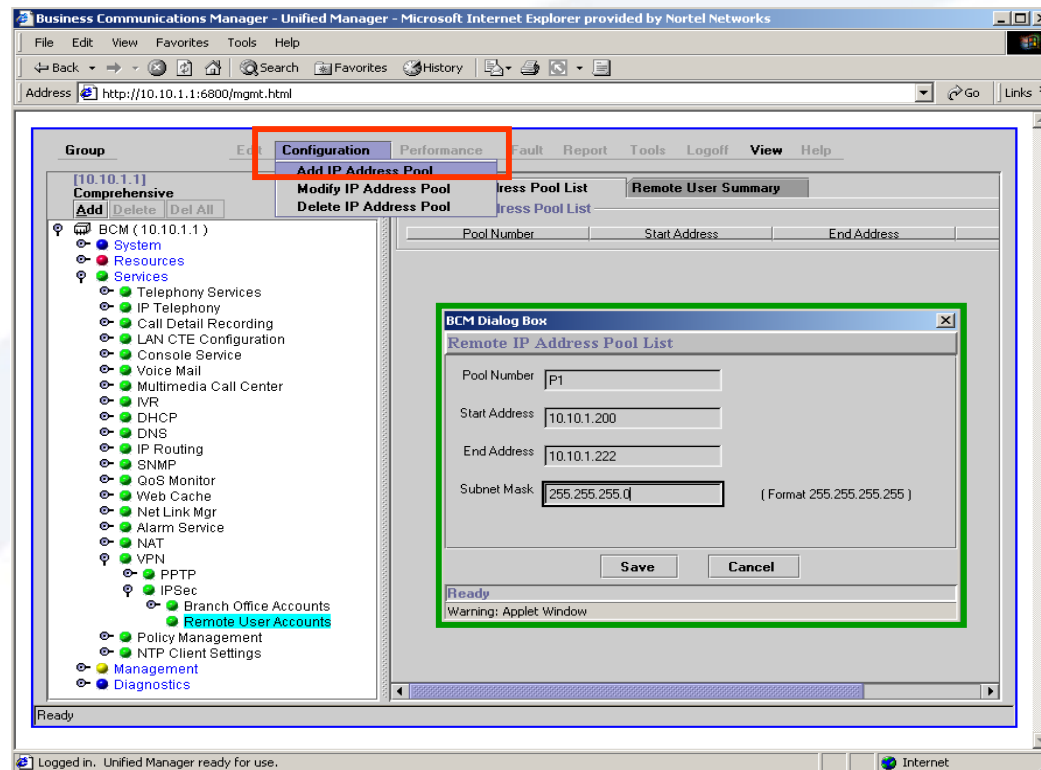 Business Communications Manager - Unified Manager - Microsoft Internet Explorer provided by Nortel Networks
File Edit View Favorites Tools Help
Back Search Favorites History
Address http://10.10.1.1:6800/mgmt.html Go Links
Group Edit Configuration Performance Fault Report Tools Logoff View Help
Add IP Address Pool
Modify IP Address Pool
Delete IP Address Pool
[10.10.1.1]
Comprehensive
Add Delete Del All
BCM (10.10.1.1)
System
Resources
Services
Telephony Services
IP Telephony
Call Detail Recording
LAN CTE Configuration
Console Service
Voice Mail
Multimedia Call Center
IVR
DHCP
DNS
IP Routing
SNMP
QoS Monitor
Web Cache
Net Link Mgr
Alarm Service
NAT
VPN
PPTP
IPSec
Branch Office Accounts
Remote User Accounts
Policy Management
NTP Client Settings
Management
Diagnostics
Pool List Remote User Summary
Pool List
Pool Number Start Address End Address
BCM Dialog Box
Remote IP Address Pool List
Pool Number P1
Start Address 10.10.1.200
End Address 10.10.1.222
Subnet Mask 255.255.255.0 ( Format 255.255.255.255 )
Save Cancel
Ready
Warning: Applet Window
Ready
Logged in. Unified Manager ready for use. Internet